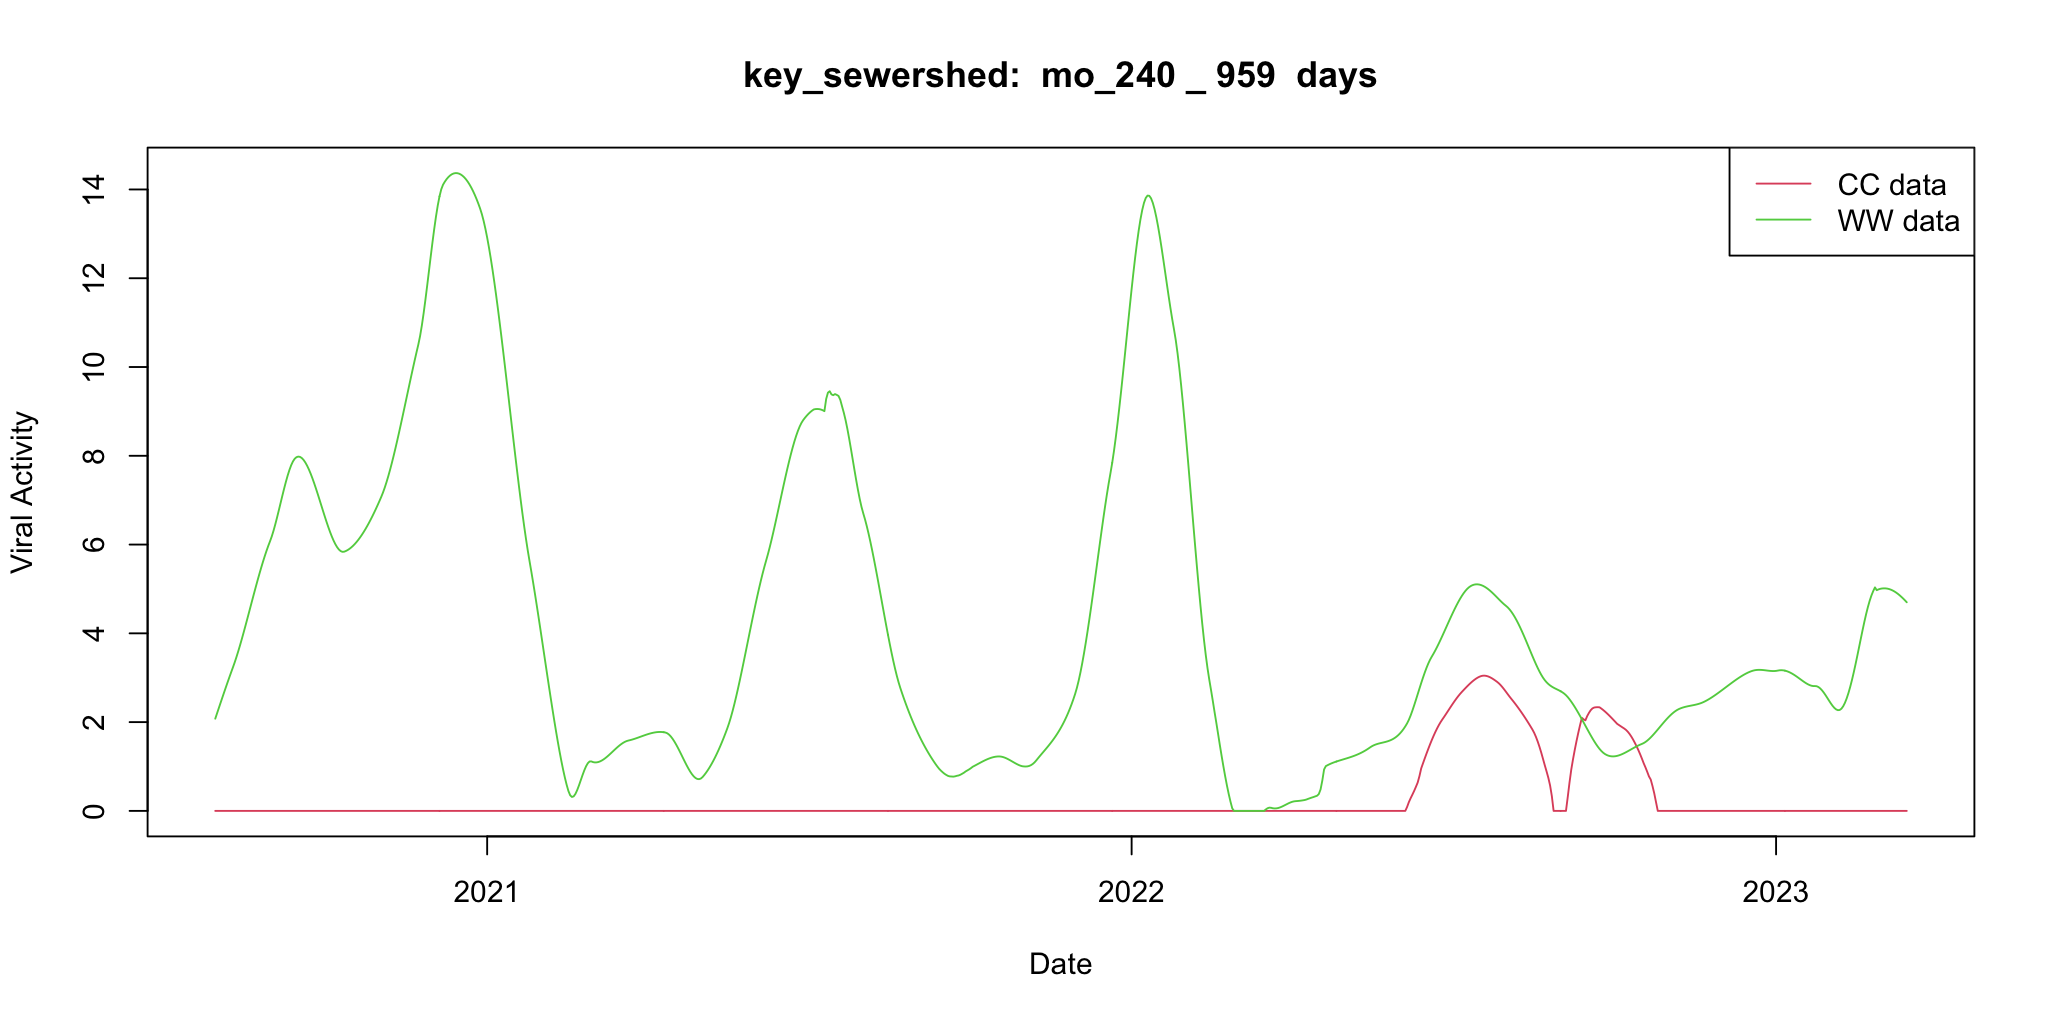 key_sewershed: mo_240 _ 959 days
CC data
WW data
Viral Activity
14
12
10
8
6
4
2
0
2021
2022
2023
Date